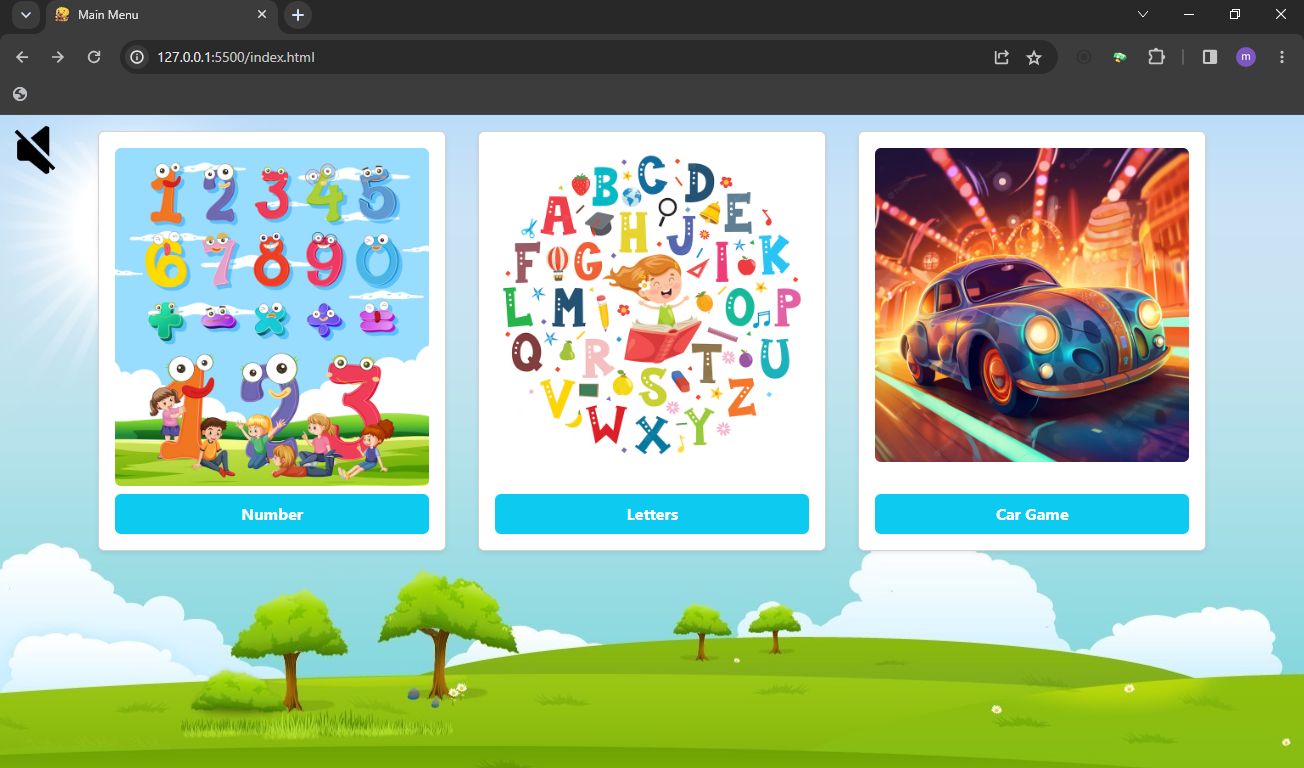 Main Menu
127.0.0.1:5500/index.html
m
1 2 3 4 5
6 7 8 9 0
+ - × ÷ =
1 2 3
B C D
A H J E
F G I K
L M O P
Q R T U
V S Z
W X Y
Number
Letters
Car Game